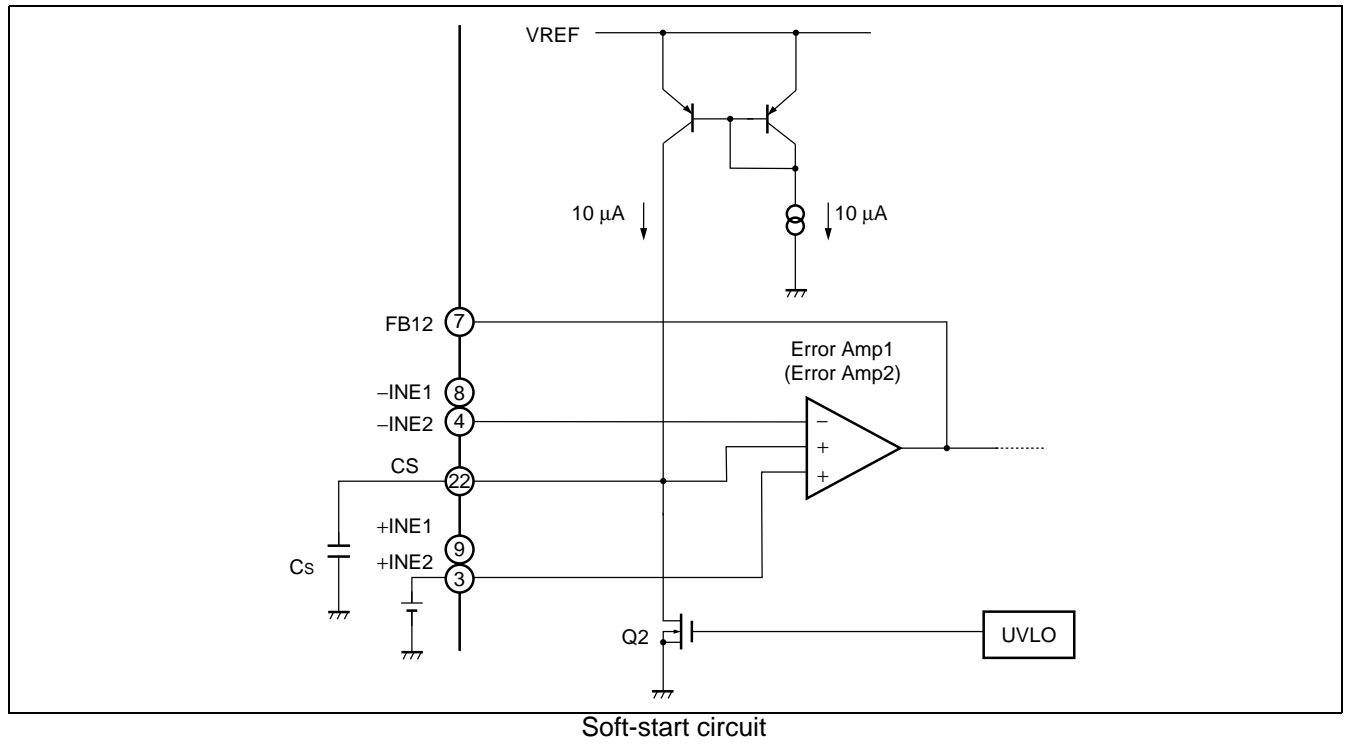 VREF
10 μA
10 μA
FB12
7
Error Amp1
(Error Amp2)
−INE1
8
−INE2
4
−
+
+
CS
22
+INE1
9
+INE2
3
Cs
Q2
UVLO
Soft-start circuit